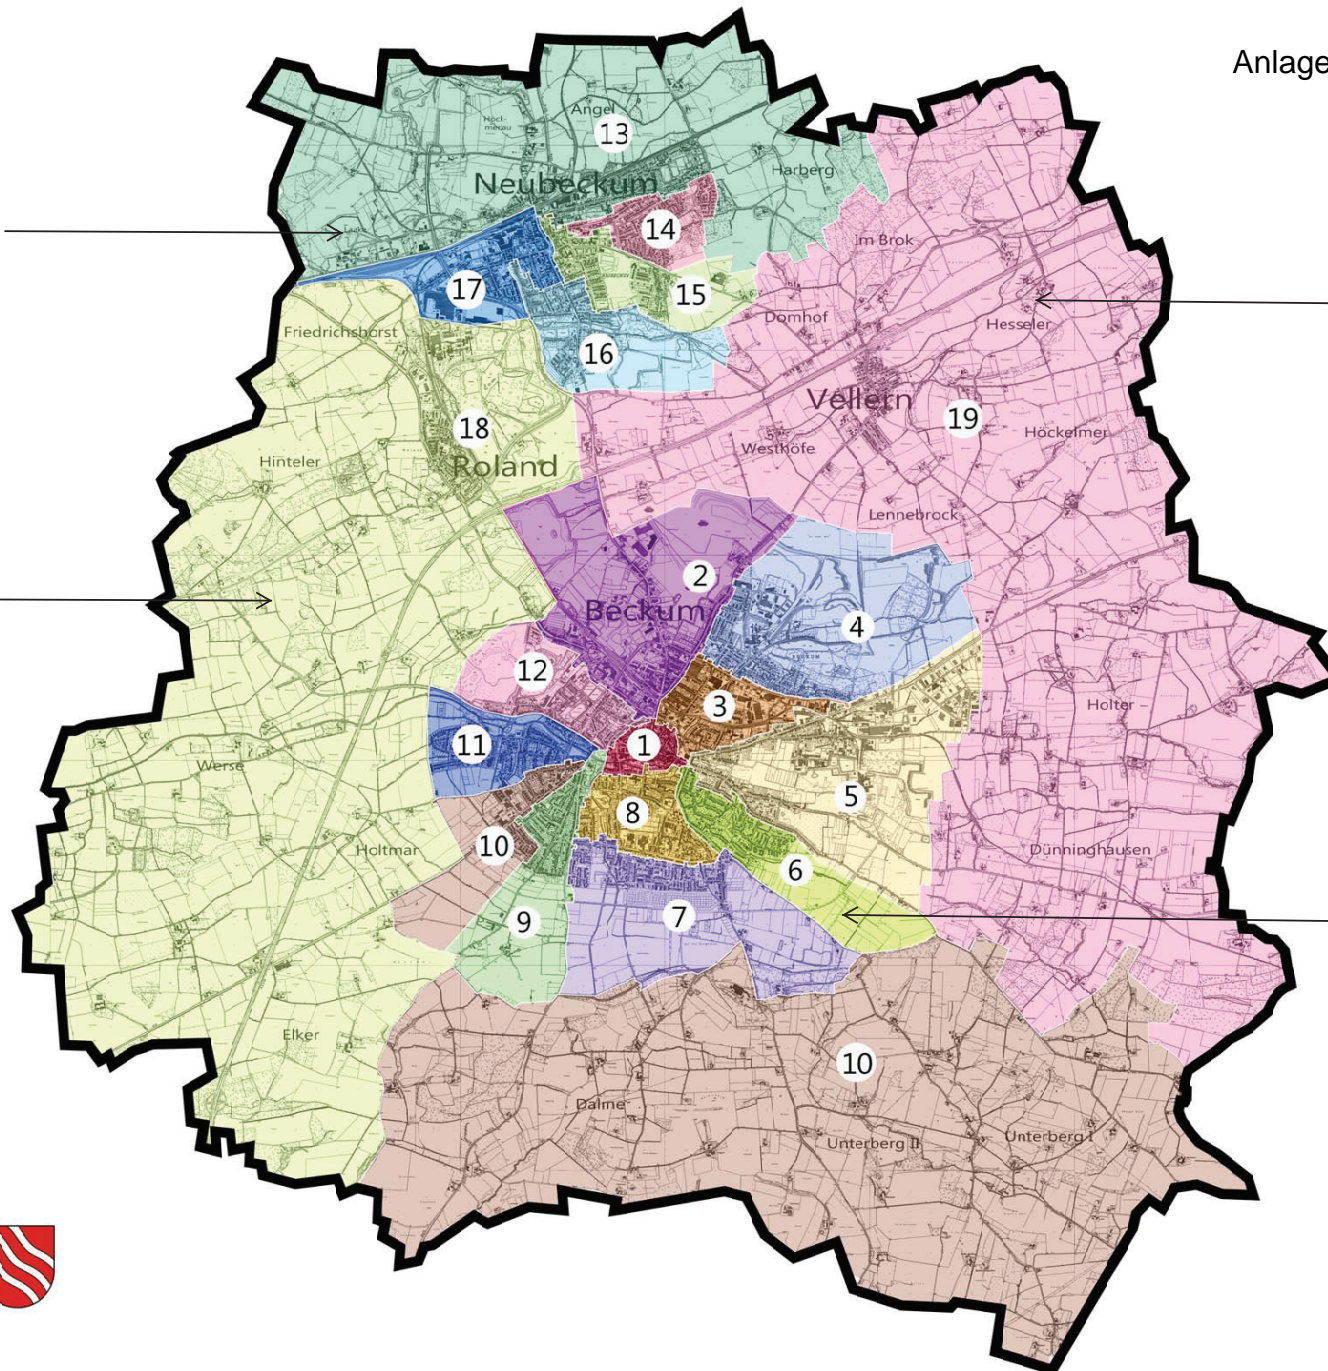 Anlage
Angel
13
Harberg
Neubeckum
14
m Brok
17
15
Domhof
Hesseler
Friedrichshorst
16
Vellern
19
18
Höckelmer
Hinteler
Roland
Westhöfe
Lennebrock
2
Beckum
4
12
3
Holter
11
1
Werse
5
8
10
Holtmar
Dünninghausen
6
9
7
Elker
10
Dalme
Unterberg II
Unterberg I